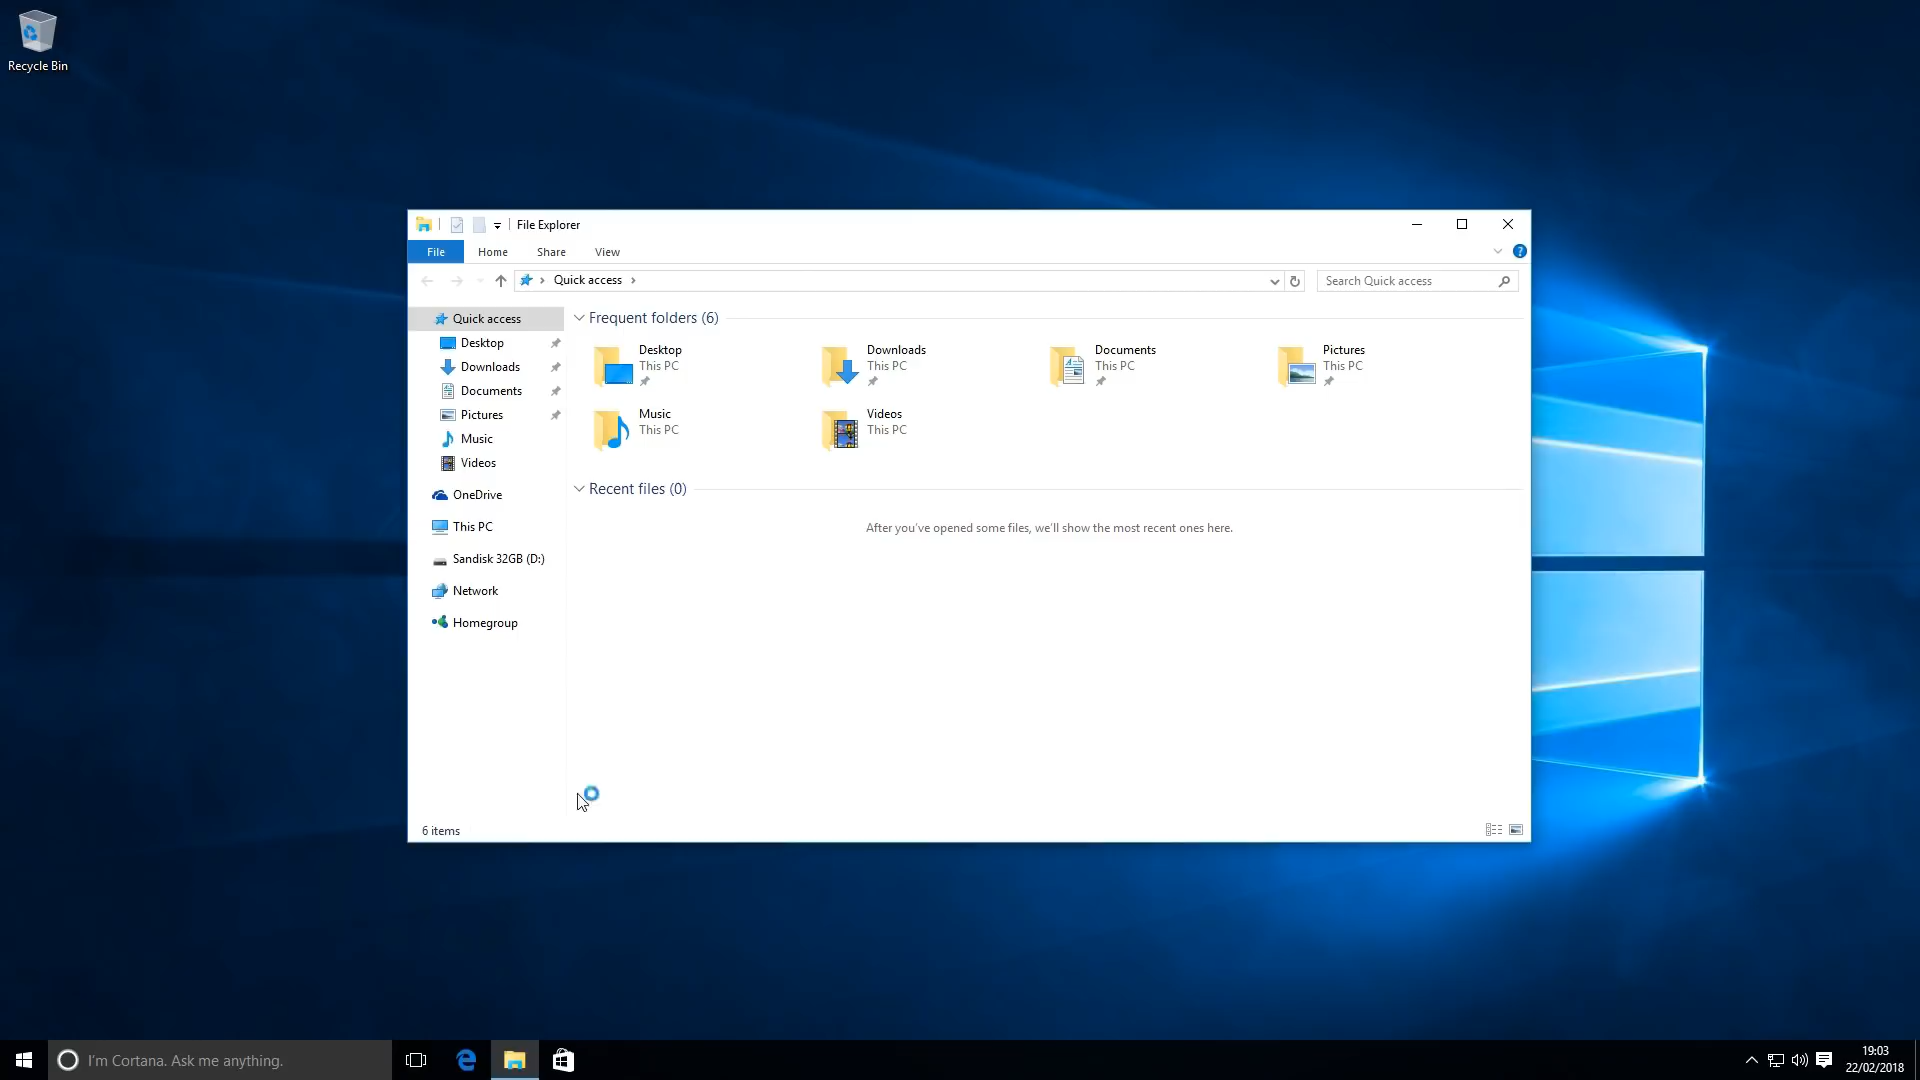 Recycle Bin
File Explorer
File
Home
Share
View
?
Quick access
Search Quick access
Quick access
Desktop
Downloads
Documents
Pictures
Music
Videos
OneDrive
This PC
Sandisk 32GB (D:)
Network
Homegroup
Frequent folders (6)
Desktop
This PC
Downloads
This PC
Documents
This PC
Pictures
This PC
Music
This PC
Videos
This PC
Recent files (0)
After you've opened some files, we'll show the most recent ones here.
6 items
I'm Cortana. Ask me anything.
19:03
22/02/2018